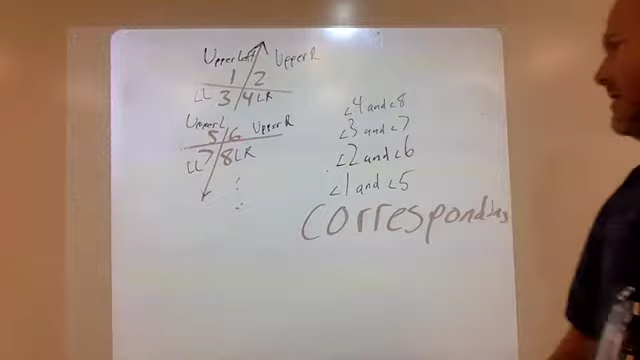 Upper Left Upper R
1 2
LL 3 4 LR
Upper L 5 6 Upper R
LL 7 8 LR
∠4 and ∠8
∠3 and ∠7
∠2 and ∠6
∠1 and ∠5
corresponding